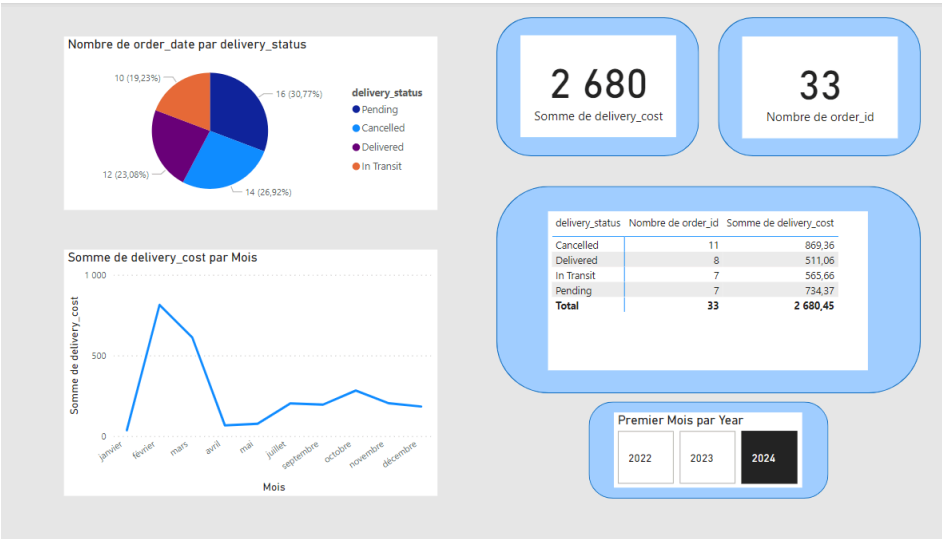 Nombre de order_date par delivery_status
10 (19,23%)
16 (30,77%)
12 (23,08%)
14 (26,92%)
delivery_status
Pending
Cancelled
Delivered
In Transit
2 680
Somme de delivery_cost
33
Nombre de order_id
delivery_status Nombre de order_id Somme de delivery_cost
Cancelled 11 869,36
Delivered 8 511,06
In Transit 7 565,66
Pending 7 734,37
Total 33 2 680,45
Somme de delivery_cost par Mois
Somme de delivery_cost
1 000
500
0
janvier février mars avril mai juillet septembre octobre novembre décembre
Mois
Premier Mois par Year
2022 2023 2024